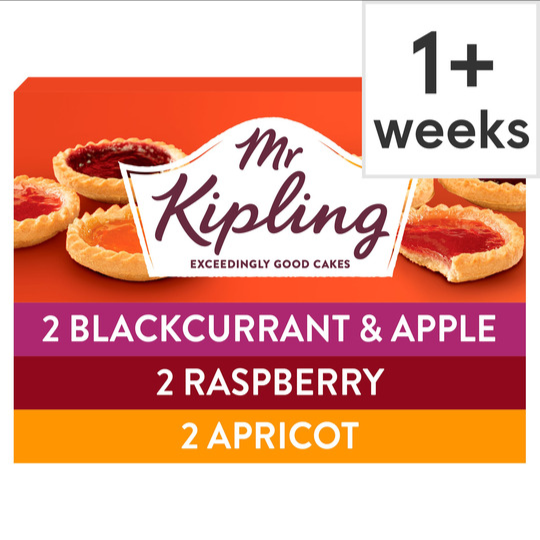 1+
weeks
Mr
Kipling
EXCEEDINGLY GOOD CAKES
2 BLACKCURRANT & APPLE
2 RASPBERRY
2 APRICOT